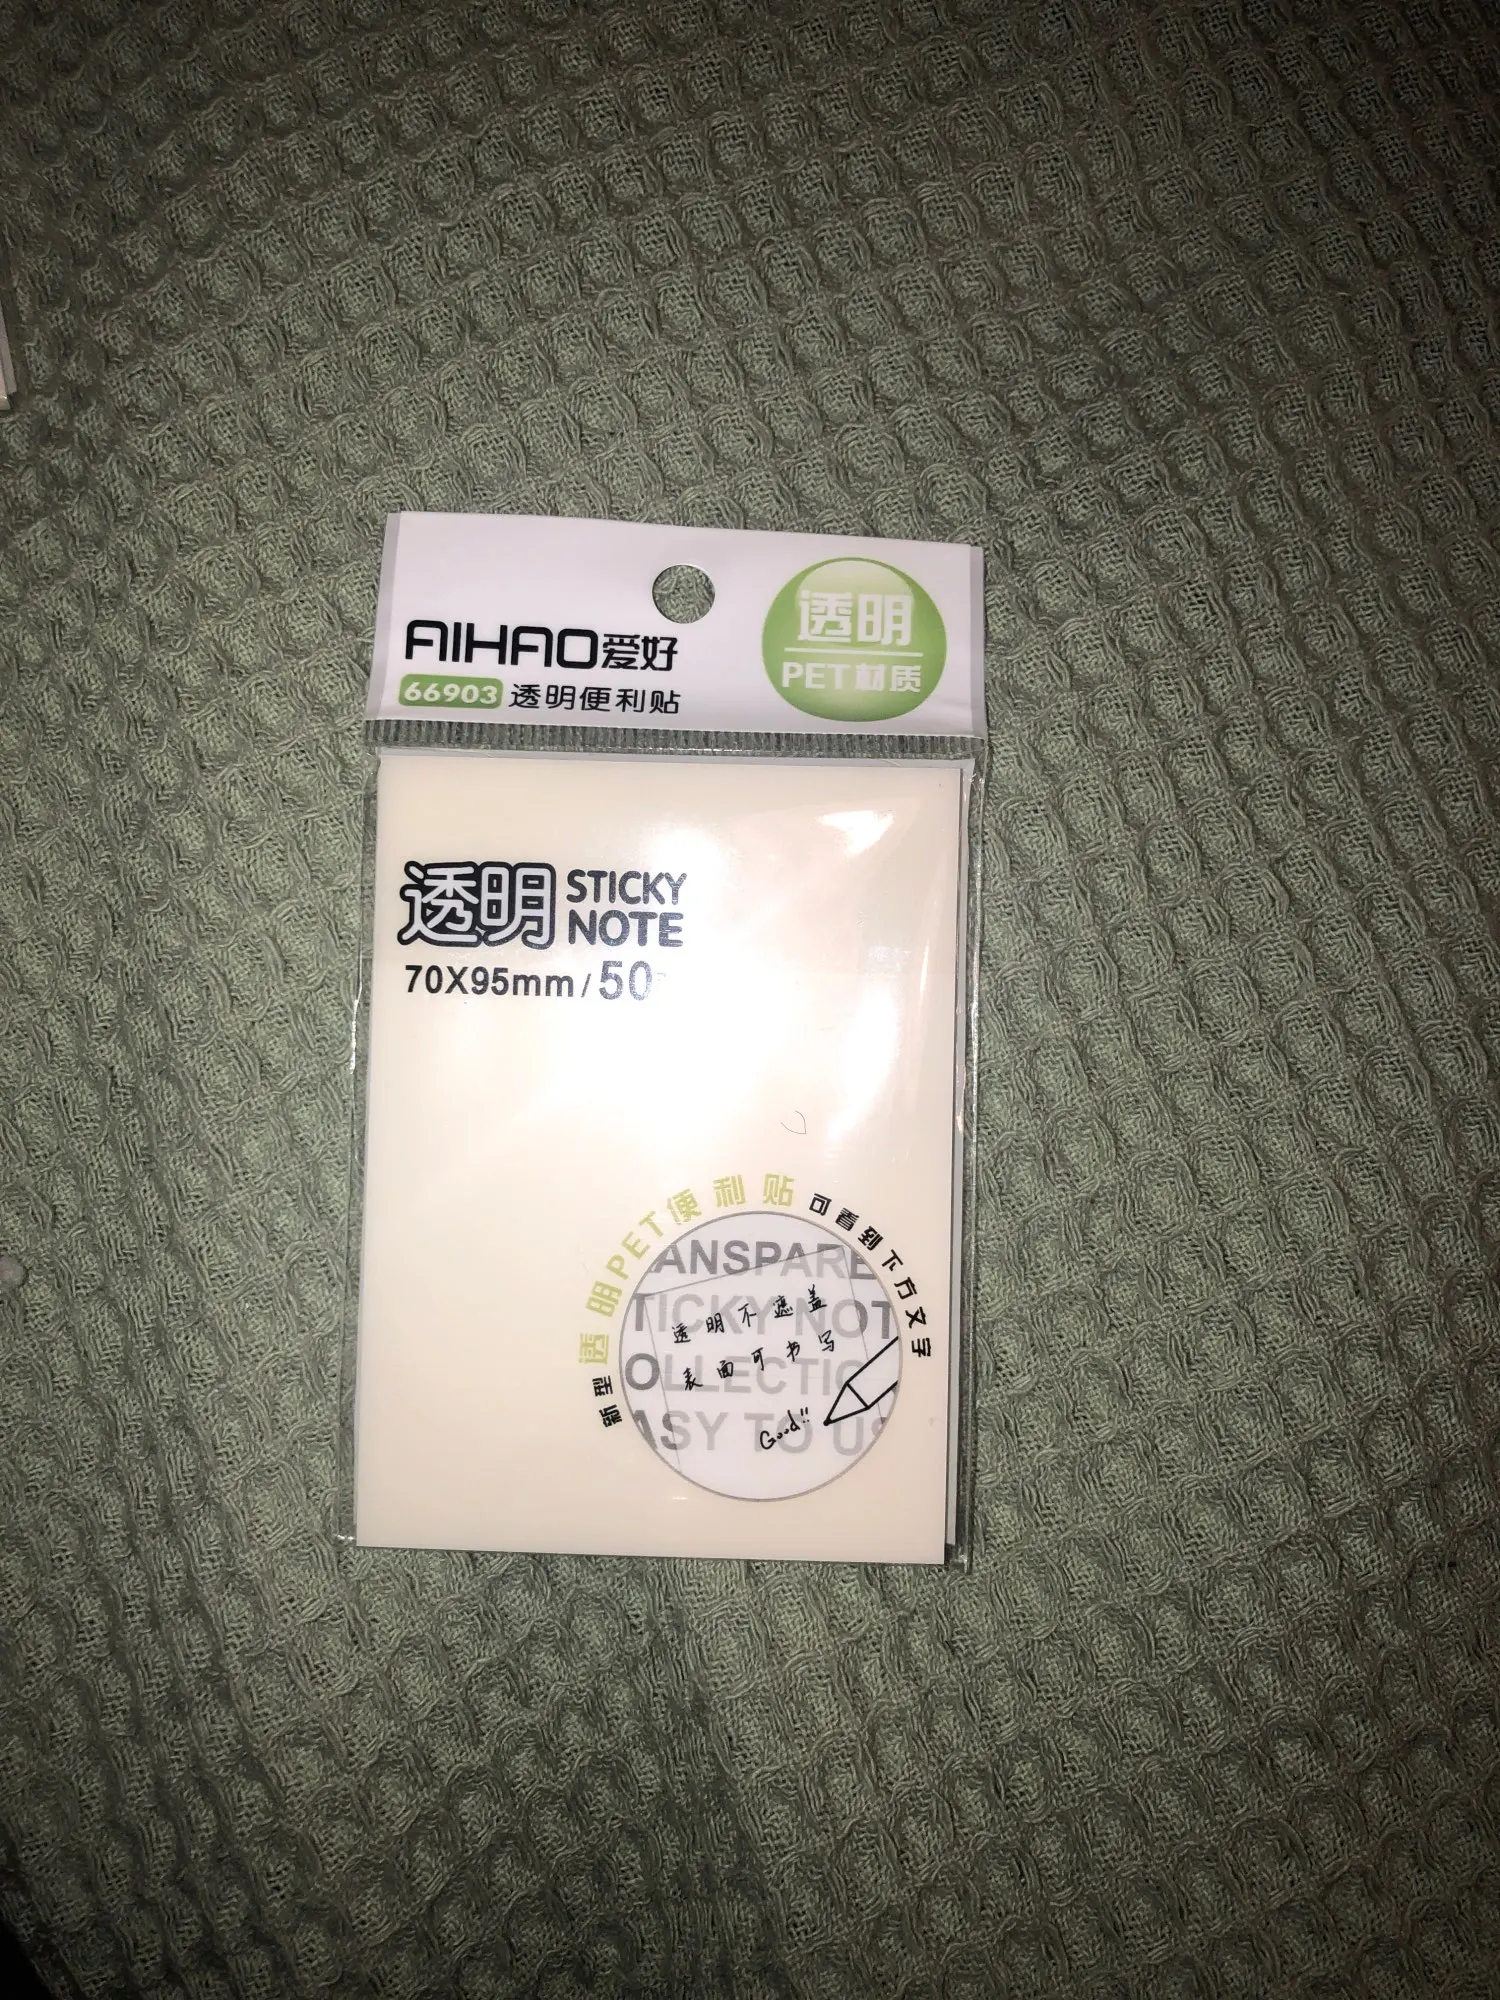 AIHAO爱好
66903 透明便利贴
透明
PET材质
透明 STICKY
NOTE
70X95mm/50
新型透明PET便利贴 可看到下方文字
ANSPARE
TICKY NOT
OLLECTIO
ASY TO US
透明不遮盖
表面可书写
Good!!